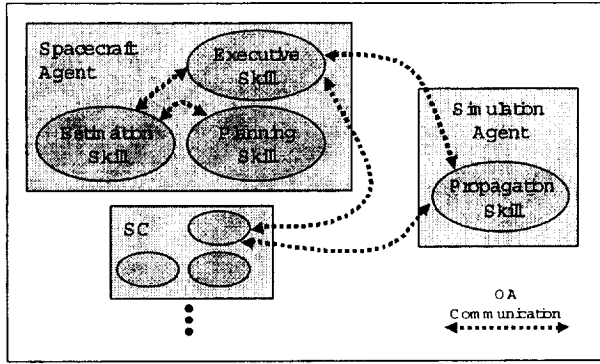 Spacecraft
Agent
Executive
Skill
Estimation
Skill
Planning
Skill
Simulation
Agent
Propagation
Skill
SC
OA
Communication